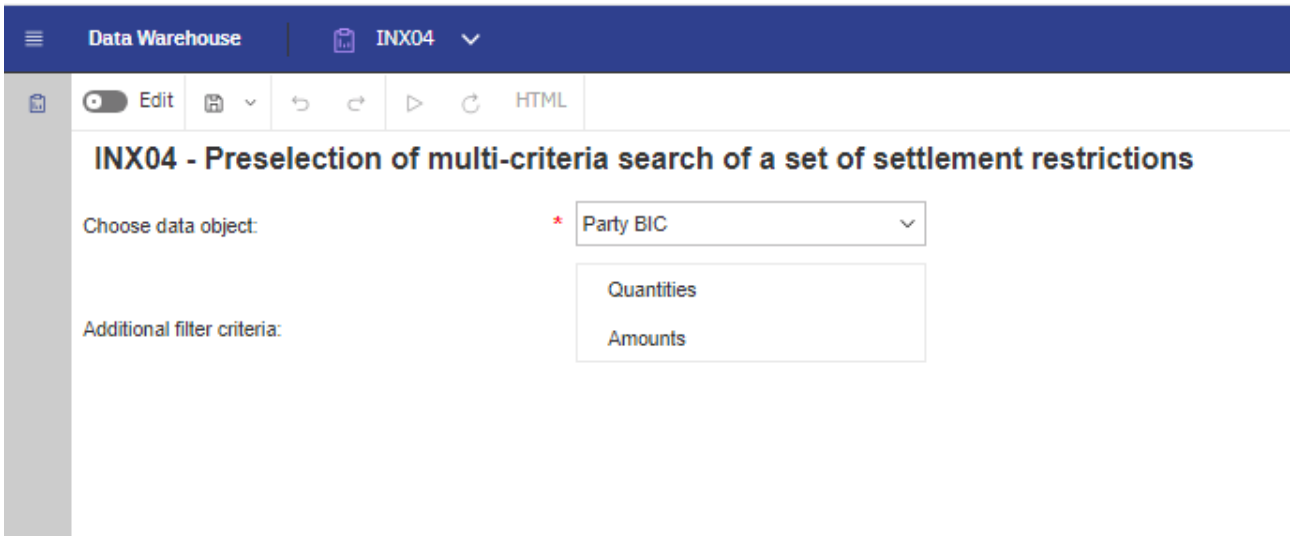 Data Warehouse INX04
Edit HTML
INX04 - Preselection of multi-criteria search of a set of settlement restrictions
Choose data object: * Party BIC
Quantities
Additional filter criteria:
Amounts